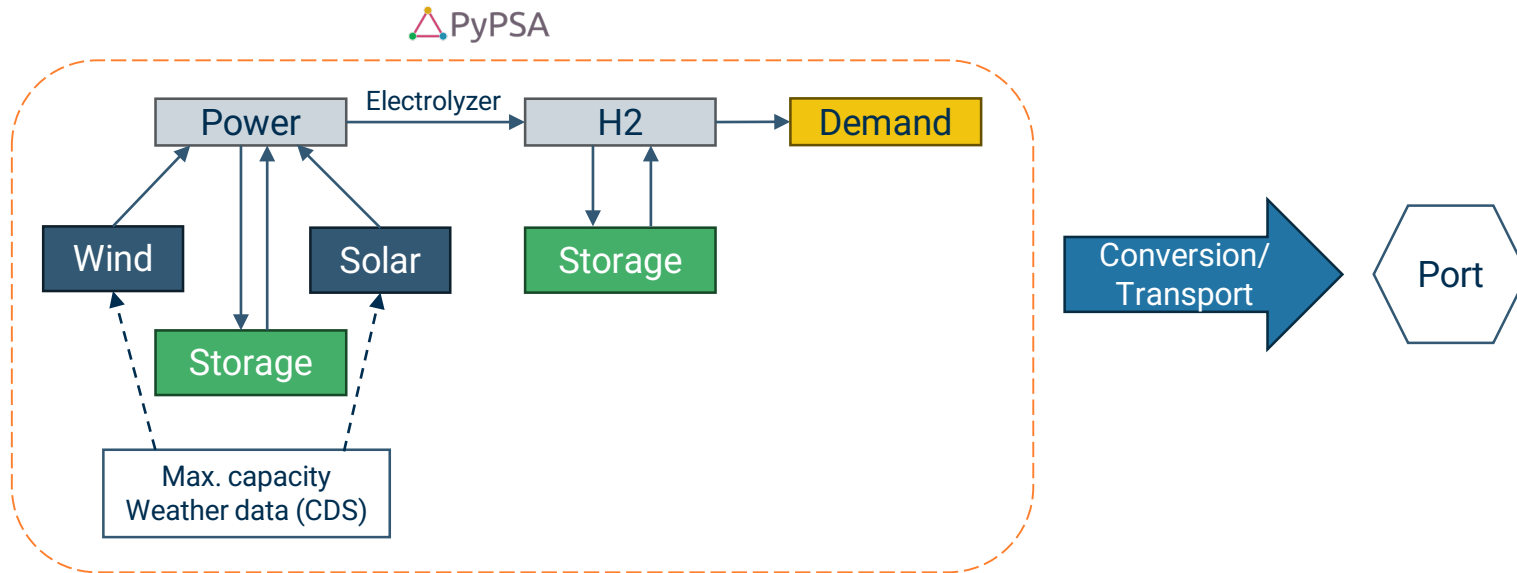 PyPSA
Electrolyzer
Power
H2
Demand
Wind
Solar
Storage
Storage
Max. capacity
Weather data (CDS)
Conversion/
Transport
Port